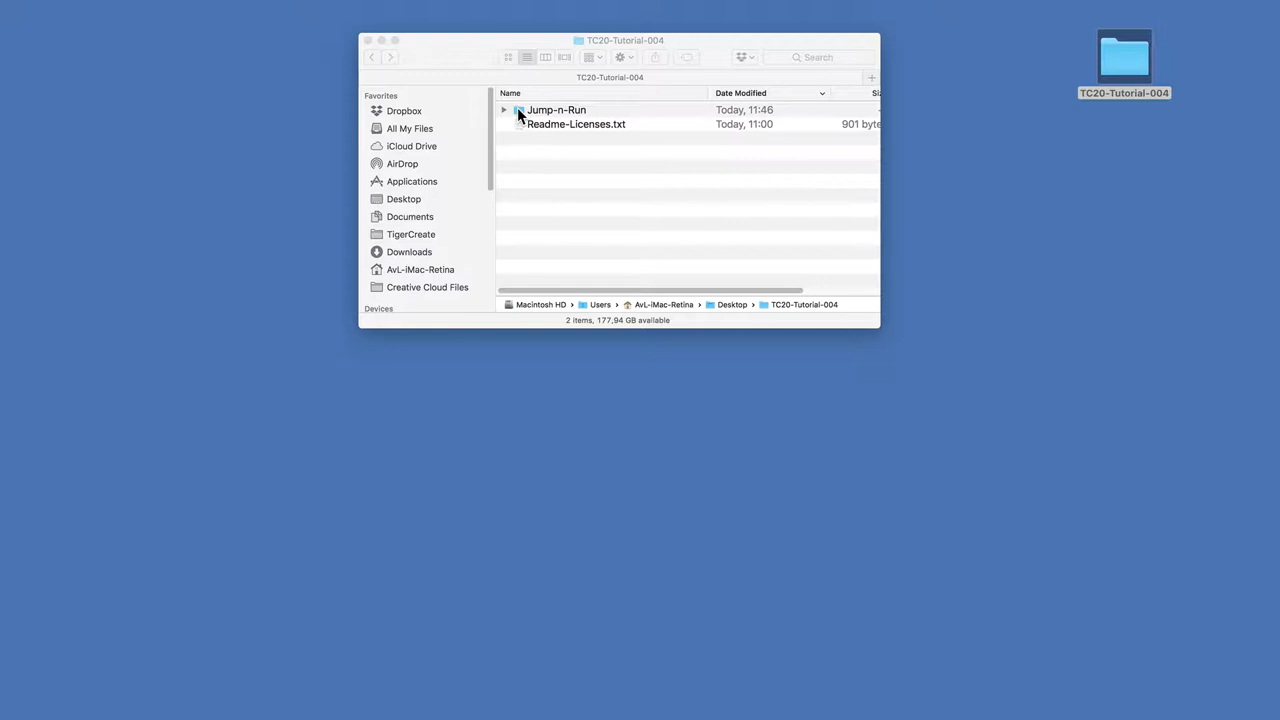 TC20-Tutorial-004
Search
TC20-Tutorial-004
Favorites
Dropbox
All My Files
iCloud Drive
AirDrop
Applications
Desktop
Documents
TigerCreate
Downloads
AvL-iMac-Retina
Creative Cloud Files
Devices
Name Date Modified Siz
Jump-n-Run Today, 11:46
Readme-Licenses.txt Today, 11:00 901 byte
Macintosh HD Users AvL-iMac-Retina Desktop TC20-Tutorial-004
2 items, 177,94 GB available
TC20-Tutorial-004